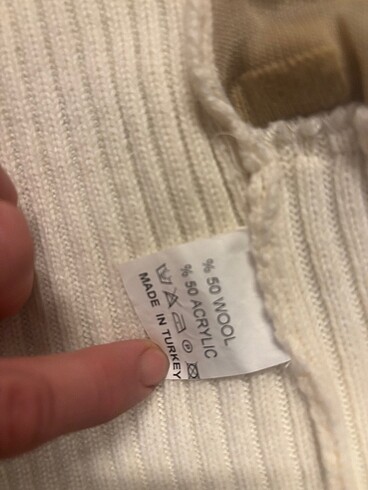 % 50 WOOL
% 50 ACRYLIC
MADE IN TURKEY